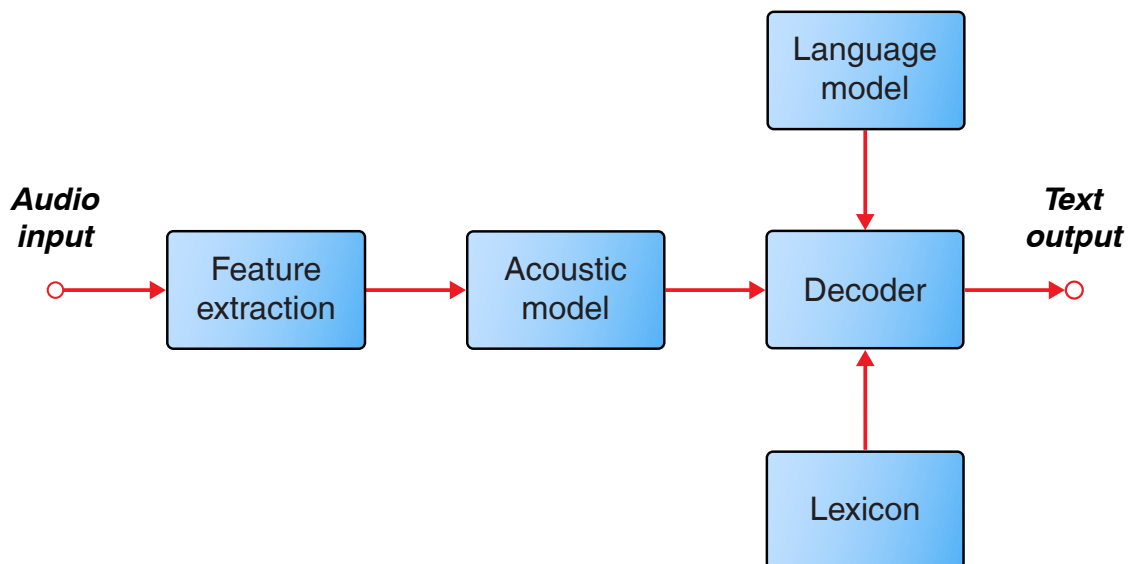 Language
model
Audio
input
Feature
extraction
Acoustic
model
Decoder
Text
output
Lexicon